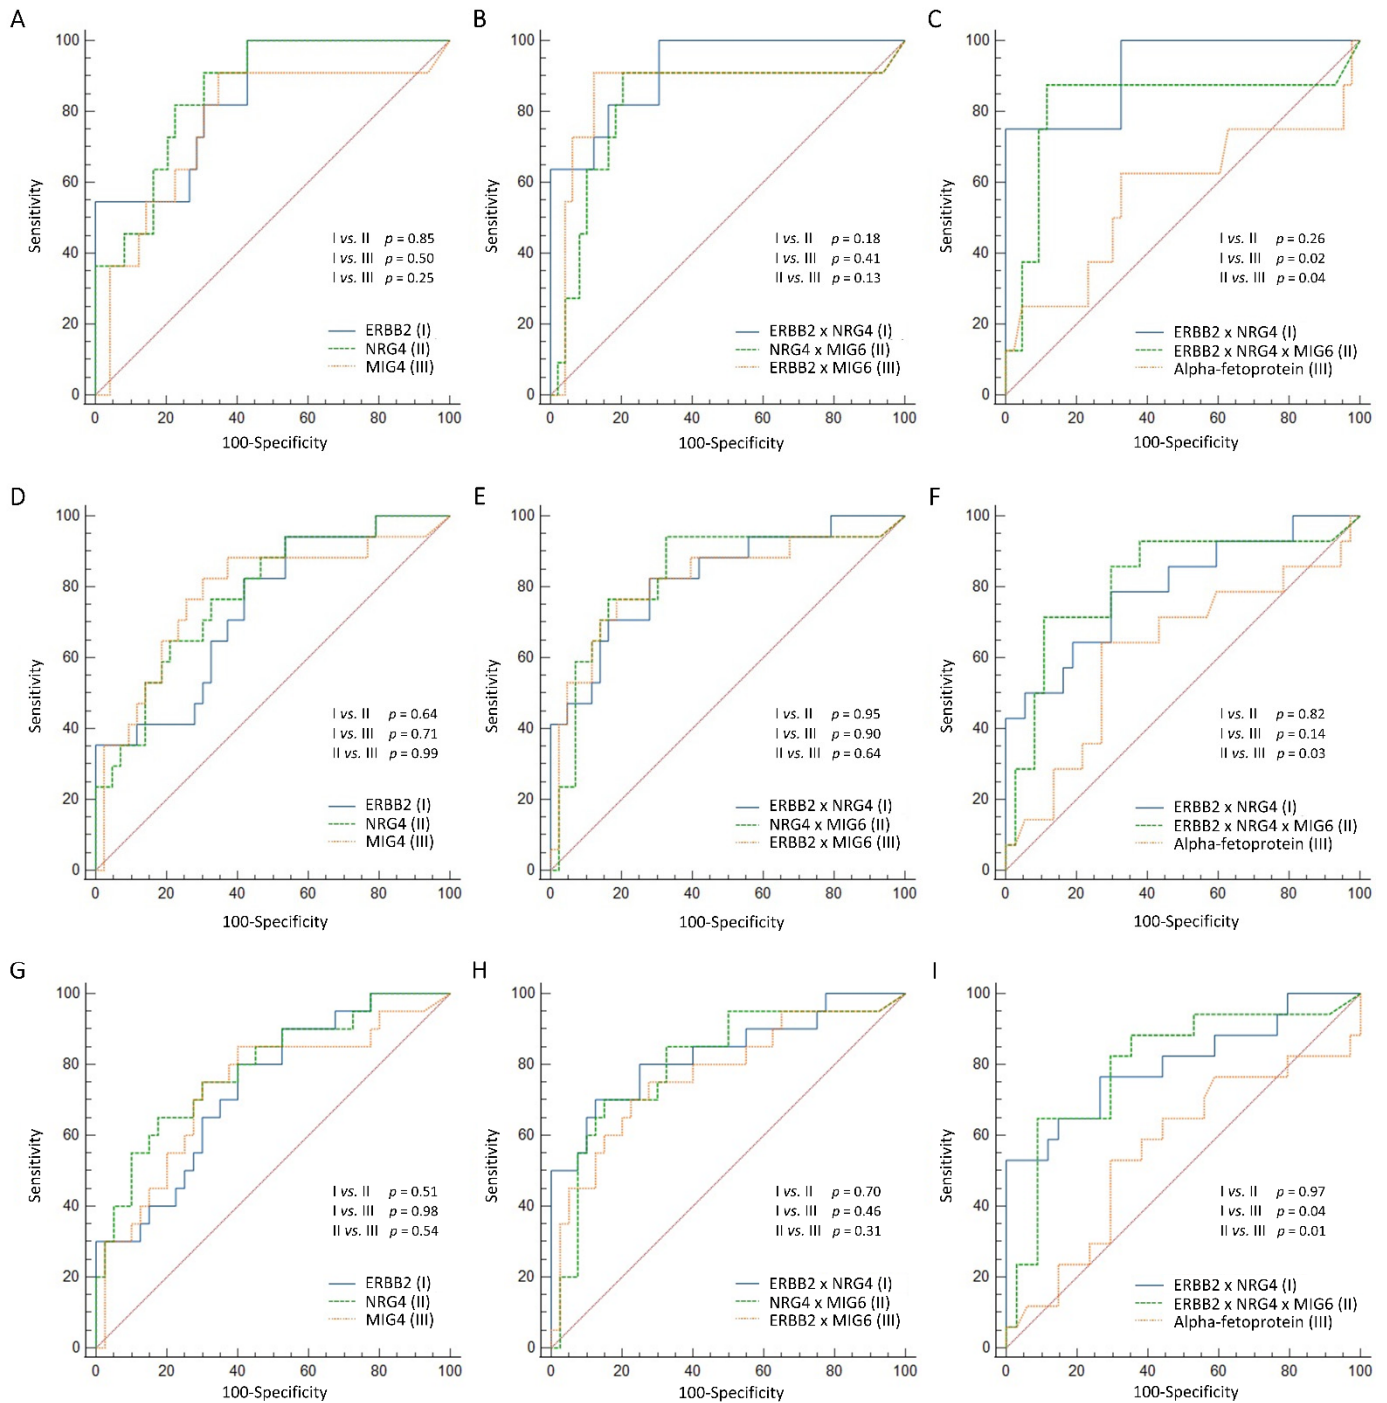 A
100
80
60
40
20
0
Sensitivity
I vs. II p = 0.85
I vs. III p = 0.50
I vs. III p = 0.25
ERBB2 (I)
NRG4 (II)
MIG4 (III)
0 20 40 60 80 100
100-Specificity
B
100
80
60
40
20
0
Sensitivity
I vs. II p = 0.18
I vs. III p = 0.41
II vs. III p = 0.13
ERBB2 x NRG4 (I)
NRG4 x MIG6 (II)
ERBB2 x MIG6 (III)
0 20 40 60 80 100
100-Specificity
C
100
80
60
40
20
0
Sensitivity
I vs. II p = 0.26
I vs. III p = 0.02
II vs. III p = 0.04
ERBB2 x NRG4 (I)
ERBB2 x NRG4 x MIG6 (II)
Alpha-fetoprotein (III)
0 20 40 60 80 100
100-Specificity
D
100
80
60
40
20
0
Sensitivity
I vs. II p = 0.64
I vs. III p = 0.71
II vs. III p = 0.99
ERBB2 (I)
NRG4 (II)
MIG4 (III)
0 20 40 60 80 100
100-Specificity
E
100
80
60
40
20
0
Sensitivity
I vs. II p = 0.95
I vs. III p = 0.90
II vs. III p = 0.64
ERBB2 x NRG4 (I)
NRG4 x MIG6 (II)
ERBB2 x MIG6 (III)
0 20 40 60 80 100
100-Specificity
F
100
80
60
40
20
0
Sensitivity
I vs. II p = 0.82
I vs. III p = 0.14
II vs. III p = 0.03
ERBB2 x NRG4 (I)
ERBB2 x NRG4 x MIG6 (II)
Alpha-fetoprotein (III)
0 20 40 60 80 100
100-Specificity
G
100
80
60
40
20
0
Sensitivity
I vs. II p = 0.51
I vs. III p = 0.98
II vs. III p = 0.54
ERBB2 (I)
NRG4 (II)
MIG4 (III)
0 20 40 60 80 100
100-Specificity
H
100
80
60
40
20
0
Sensitivity
I vs. II p = 0.70
I vs. III p = 0.46
II vs. III p = 0.31
ERBB2 x NRG4 (I)
NRG4 x MIG6 (II)
ERBB2 x MIG6 (III)
0 20 40 60 80 100
100-Specificity
I
100
80
60
40
20
0
Sensitivity
I vs. II p = 0.97
I vs. III p = 0.04
II vs. III p = 0.01
ERBB2 x NRG4 (I)
ERBB2 x NRG4 x MIG6 (II)
Alpha-fetoprotein (III)
0 20 40 60 80 100
100-Specificity